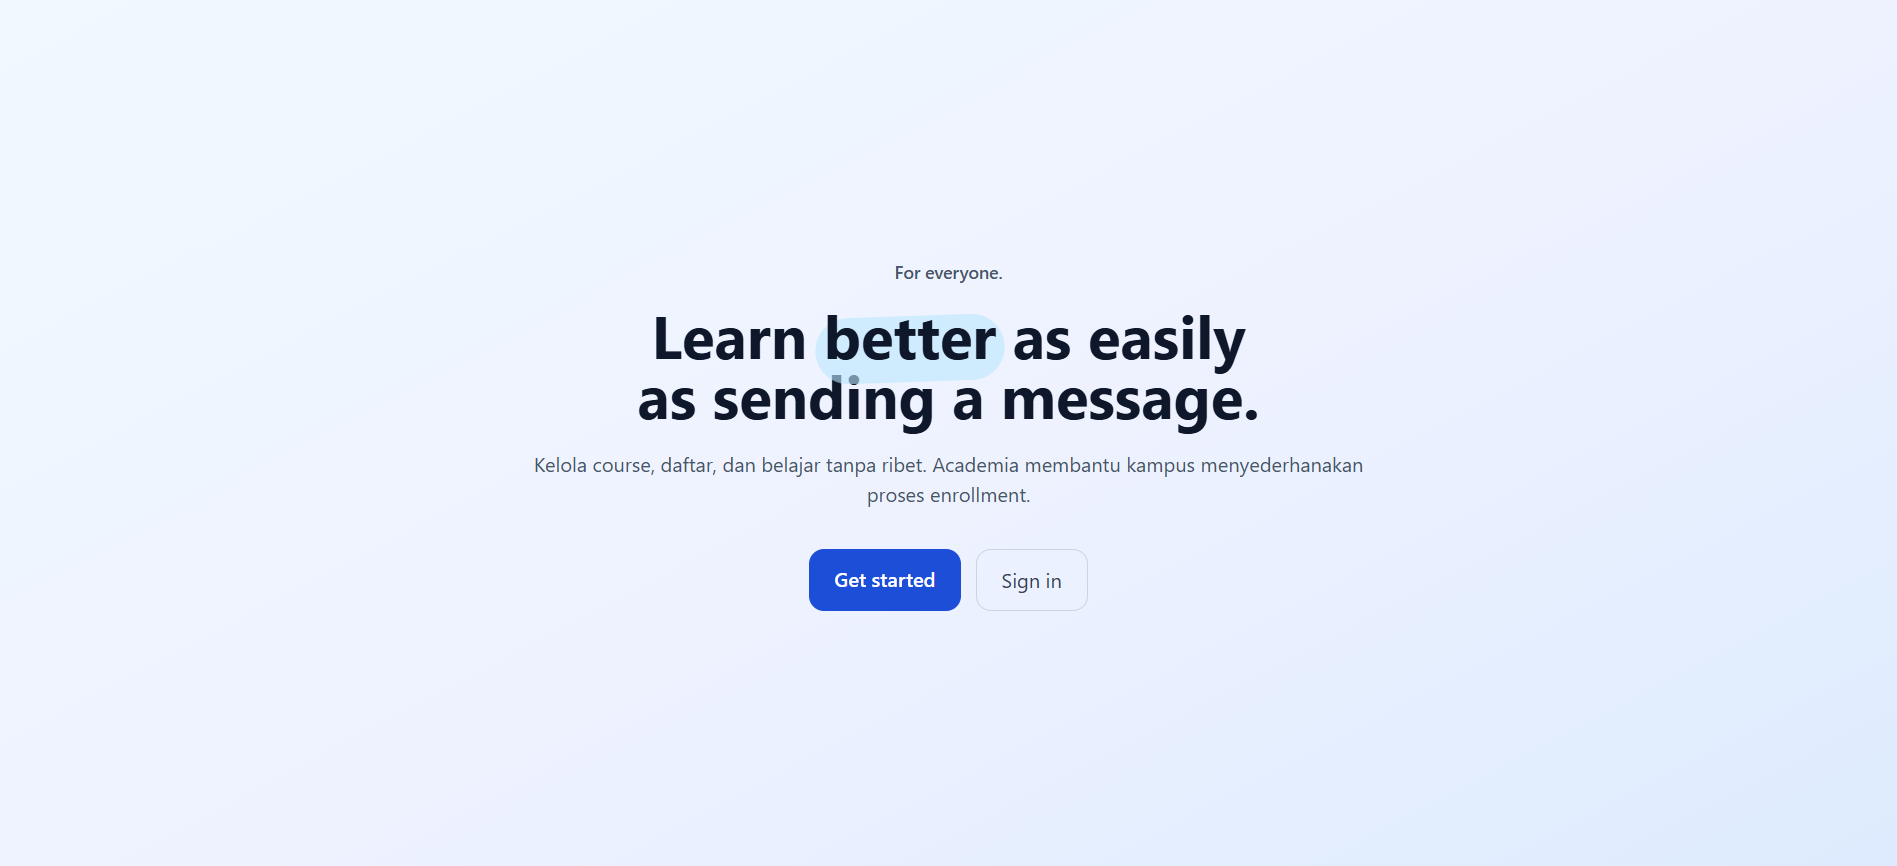 For everyone.
Learn better as easily
as sending a message.
Kelola course, daftar, dan belajar tanpa ribet. Academia membantu kampus menyederhanakan
proses enrollment.
Get started
Sign in